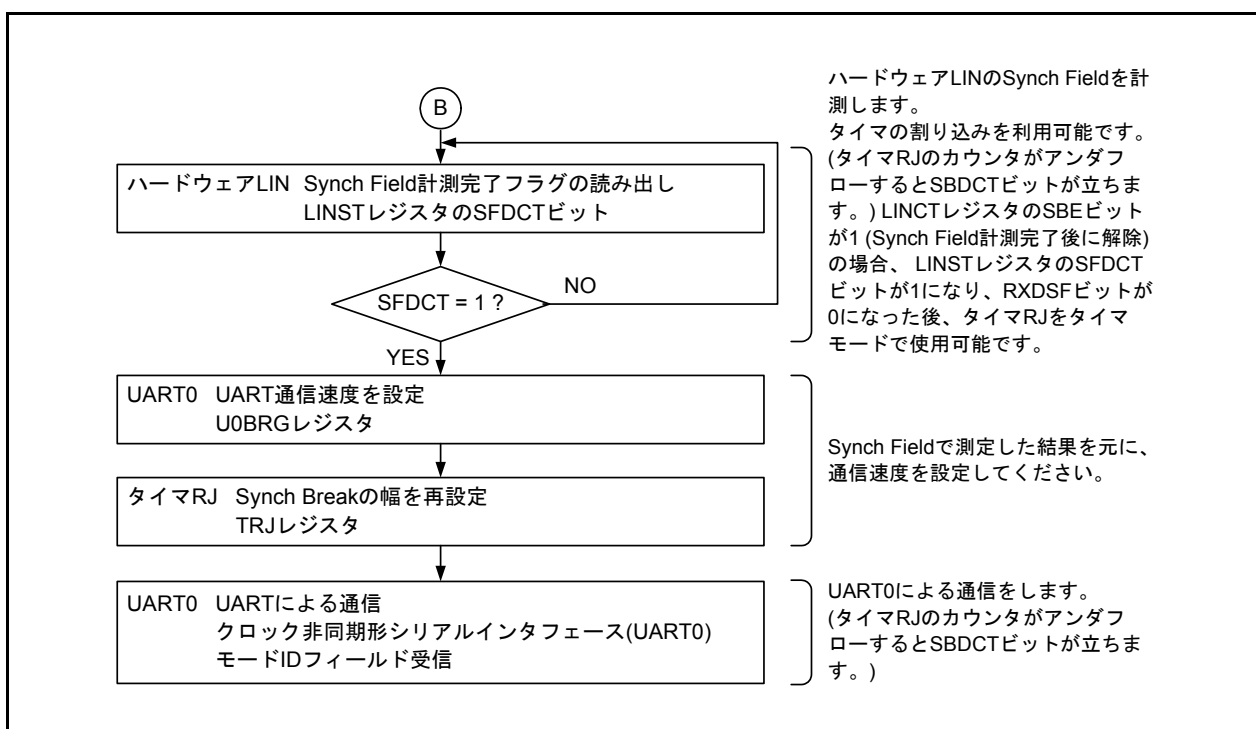 B
ハードウェアLIN Synch Field計測完了フラグの読み出し
LINSTレジスタのSFDCTビット
SFDCT = 1 ?
NO
YES
ハードウェアLINのSynch Fieldを計
測します。
タイマの割り込みを利用可能です。
(タイマRJのカウンタがアンダフ
ローするとSBDCTビットが立ちま
す。) LINCTレジスタのSBEビット
が1 (Synch Field計測完了後に解除)
の場合、 LINSTレジスタのSFDCT
ビットが1になり、RXDSFビットが
0になった後、タイマRJをタイマ
モードで使用可能です。
UART0 UART通信速度を設定
U0BRGレジスタ
タイマRJ Synch Breakの幅を再設定
TRJレジスタ
Synch Fieldで測定した結果を元に、
通信速度を設定してください。
UART0 UARTによる通信
クロック非同期形シリアルインタフェース(UART0)
モードIDフィールド受信
UART0による通信をします。
(タイマRJのカウンタがアンダフ
ローするとSBDCTビットが立ちま
す。)